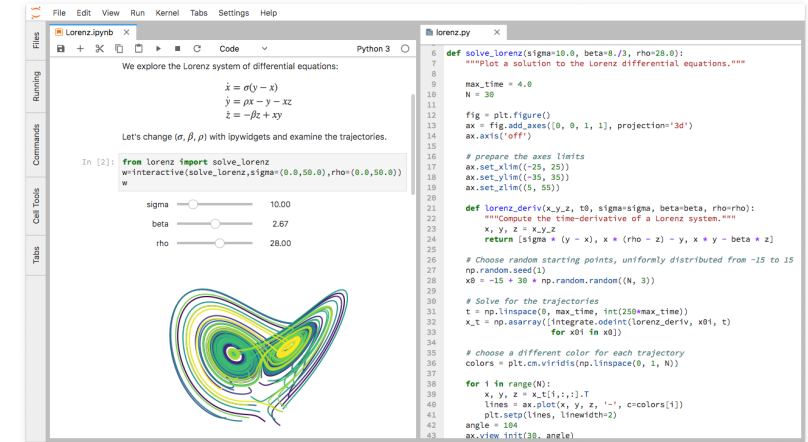 File Edit View Run Kernel Tabs Settings Help
Files
Running
Commands
Cell Tools
Tabs
Lorenz.ipynb ×
Code
Python 3
We explore the Lorenz system of differential equations:
ẋ = σ(y − x)
ẏ = ρx − y − xz
ż = −βz + xy
Let's change (σ, β, ρ) with ipywidgets and examine the trajectories.
In [2]: from lorenz import solve_lorenz
w=interactive(solve_lorenz,sigma=(0.0,50.0),rho=(0.0,50.0))
w
sigma 10.00
beta 2.67
rho 28.00
lorenz.py ×
6 def solve_lorenz(sigma=10.0, beta=8./3, rho=28.0):
7 """Plot a solution to the Lorenz differential equations."""
8
9 max_time = 4.0
10 N = 30
11
12 fig = plt.figure()
13 ax = fig.add_axes([0, 0, 1, 1], projection='3d')
14 ax.axis('off')
15
16 # prepare the axes limits
17 ax.set_xlim((-25, 25))
18 ax.set_ylim((-35, 35))
19 ax.set_zlim((5, 55))
20
21 def lorenz_deriv(x_y_z, t0, sigma=sigma, beta=beta, rho=rho):
22 """Compute the time-derivative of a Lorenz system."""
23 x, y, z = x_y_z
24 return [sigma * (y - x), x * (rho - z) - y, x * y - beta * z]
25
26 # Choose random starting points, uniformly distributed from -15 to 15
27 np.random.seed(1)
28 x0 = -15 + 30 * np.random.random((N, 3))
29
30 # Solve for the trajectories
31 t = np.linspace(0, max_time, int(250*max_time))
32 x_t = np.asarray([integrate.odeint(lorenz_deriv, x0i, t)
33 for x0i in x0])
34
35 # choose a different color for each trajectory
36 colors = plt.cm.viridis(np.linspace(0, 1, N))
37
38 for i in range(N):
39 x, y, z = x_t[i,:,:].T
40 lines = ax.plot(x, y, z, '-', c=colors[i])
41 plt.setp(lines, linewidth=2)
42 angle = 104
43 ax.view_init(30, angle)